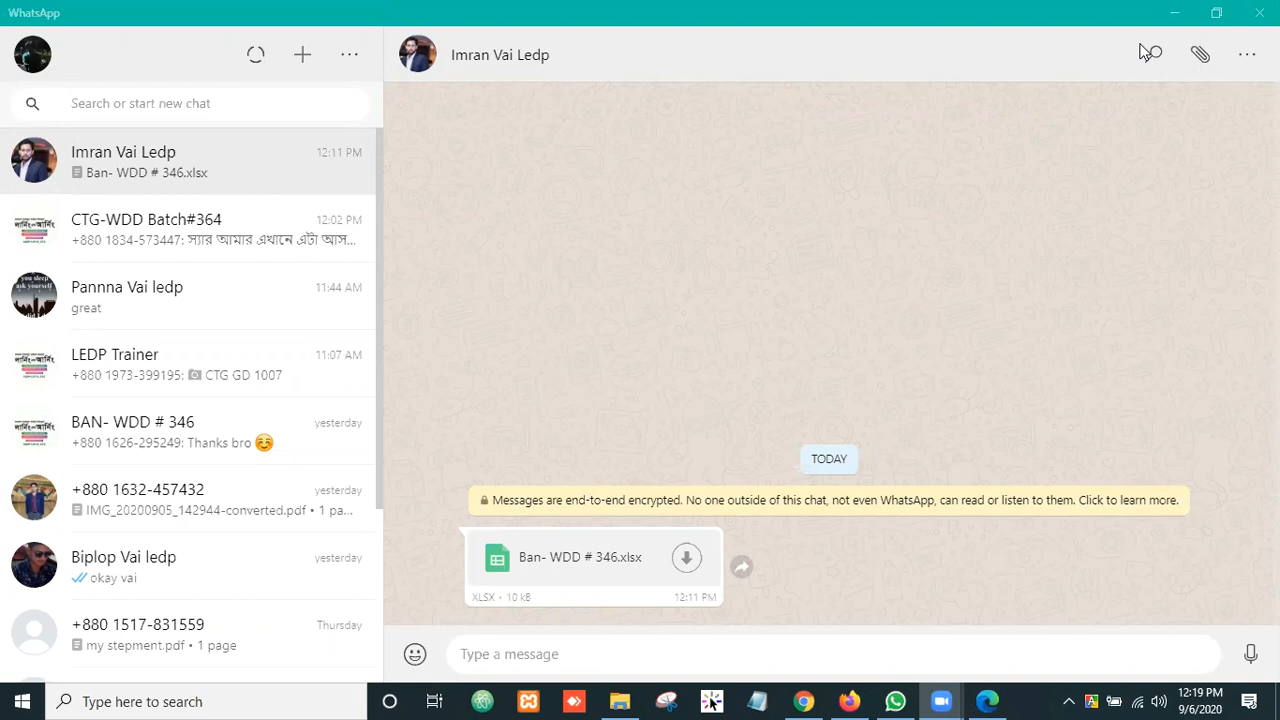 WhatsApp
Imran Vai Ledp
Search or start new chat
Imran Vai Ledp
12:11 PM
Ban- WDD # 346.xlsx
CTG-WDD Batch#364
12:02 PM
+880 1834-573447: স্যার আমার এখানে এটা আস...
Pannna Vai ledp
11:44 AM
great
LEDP Trainer
11:07 AM
+880 1973-399195: CTG GD 1007
BAN- WDD # 346
yesterday
+880 1626-295249: Thanks bro 😊
+880 1632-457432
yesterday
IMG_20200905_142944-converted.pdf • 1 pa...
Biplop Vai ledp
yesterday
okay vai
+880 1517-831559
Thursday
my stepment.pdf • 1 page
TODAY
Messages are end-to-end encrypted. No one outside of this chat, not even WhatsApp, can read or listen to them. Click to learn more.
Ban- WDD # 346.xlsx
XLSX • 10 kB
12:11 PM
Type a message
Type here to search
12:19 PM
9/6/2020